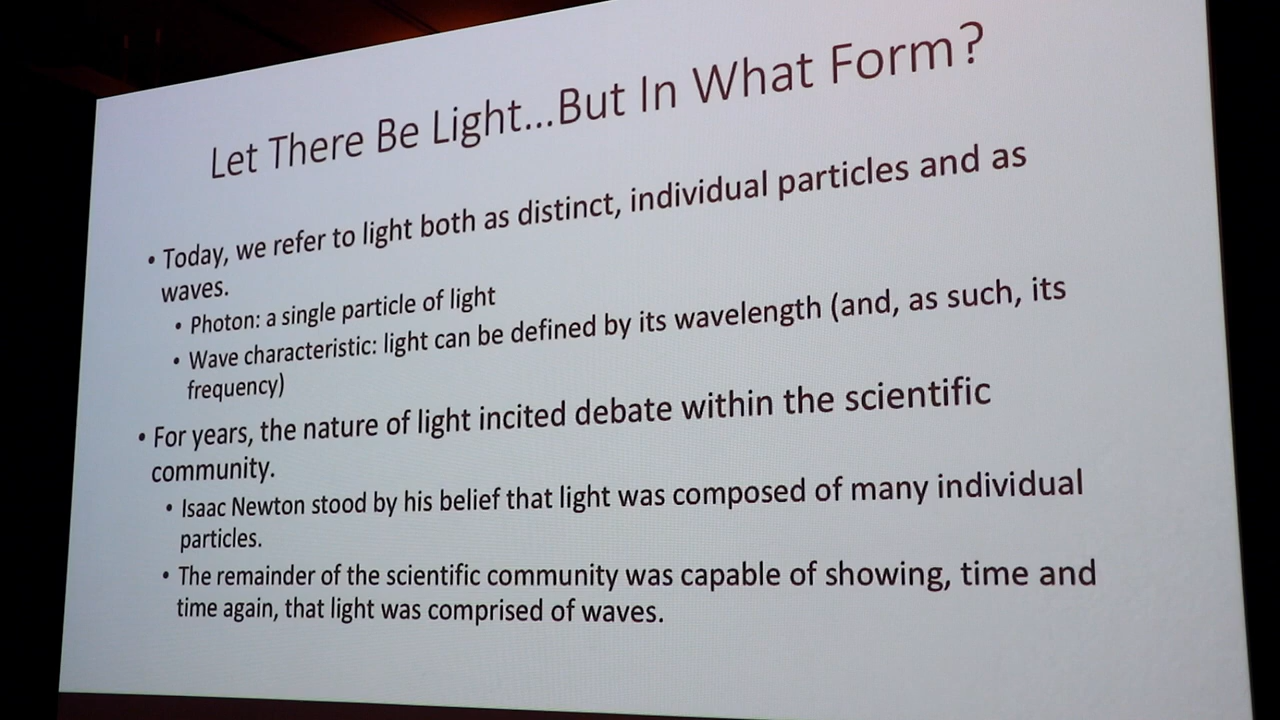 Let There Be Light...But In What Form?
• Today, we refer to light both as distinct, individual particles and as
waves.
• Photon: a single particle of light
• Wave characteristic: light can be defined by its wavelength (and, as such, its
frequency)
• For years, the nature of light incited debate within the scientific
community.
• Isaac Newton stood by his belief that light was composed of many individual
particles.
• The remainder of the scientific community was capable of showing, time and
time again, that light was comprised of waves.